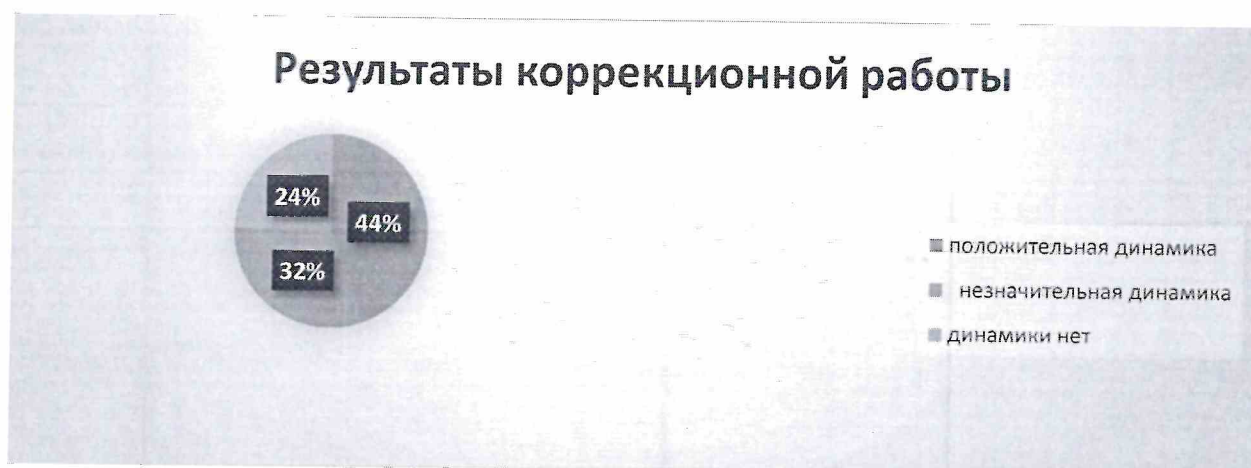 Результаты коррекционной работы
24%
44%
32%
положительная динамика
незначительная динамика
динамики нет